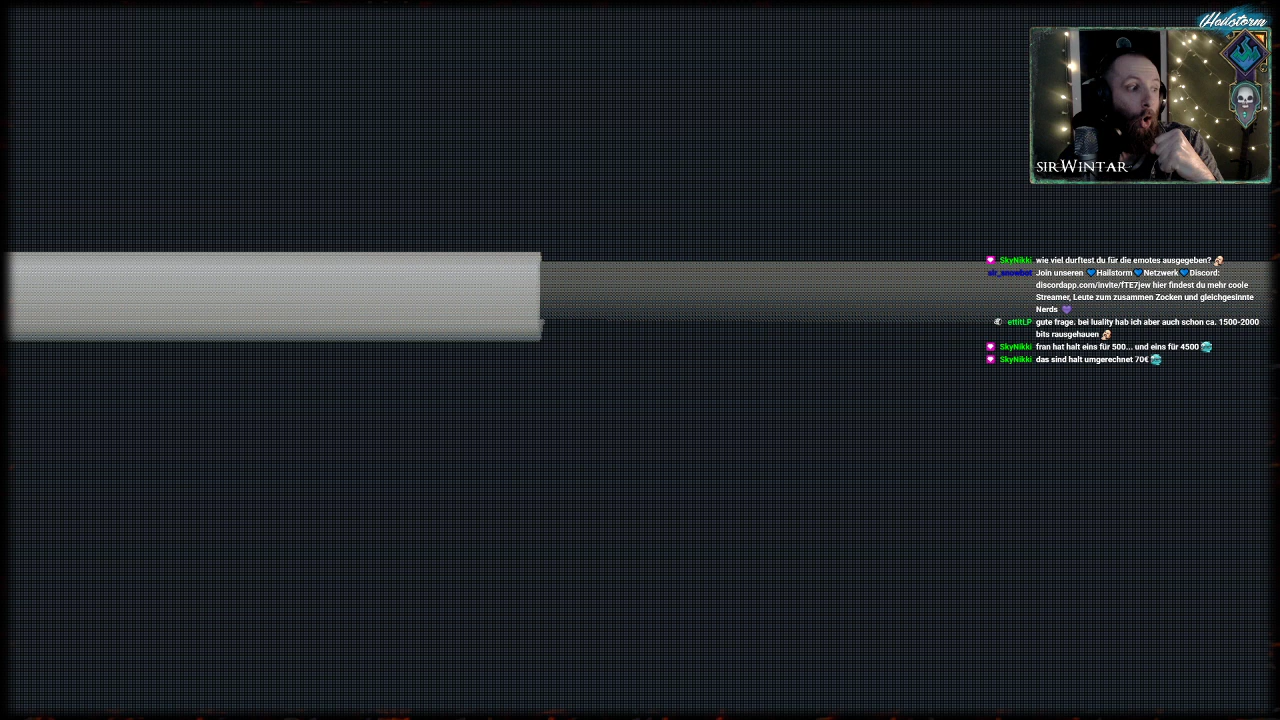 Hailstorm
SIRWINTAR
SkyNikki wie viel durftest du für die emotes ausgegeben?
sir_snowbot Join unseren 💙Hailstorm💙Netzwerk💙Discord:
discordapp.com/invite/fTE7jew hier findest du mehr coole
Streamer, Leute zum zusammen Zocken und gleichgesinnte
Nerds 💜
ettitLP gute frage. bei luality hab ich aber auch schon ca. 1500-2000
bits rausgehauen
SkyNikki fran hat halt eins für 500... und eins für 4500
SkyNikki das sind halt umgerechnet 70€